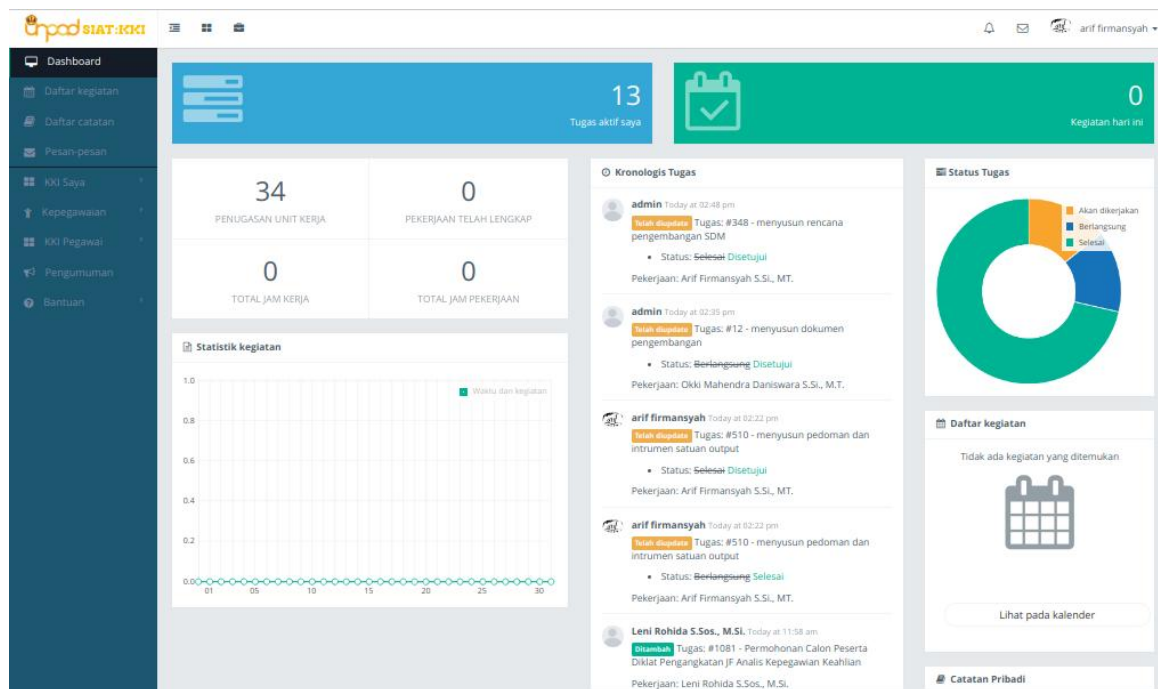 Unpad SIAT:KKI
arif firmansyah
Dashboard
Daftar kegiatan
Daftar catatan
Pesan-pesan
KKI Saya
Kepegawaian
KKI Pegawai
Pengumuman
Bantuan
13
Tugas aktif saya
0
Kegiatan hari ini
34
PENUGASAN UNIT KERJA
0
PEKERJAAN TELAH LENGKAP
0
TOTAL JAM KERJA
0
TOTAL JAM PEKERJAAN
Statistik kegiatan
Waktu dan kegiatan
1.0
0.8
0.6
0.4
0.2
0.0
01 05 10 15 20 25 30
Kronologis Tugas
admin Today at 02:48 pm
Telah diupdate Tugas: #348 - menyusun rencana
pengembangan SDM
Status: Selesai Disetujui
Pekerjaan: Arif Firmansyah S.Si., MT.
admin Today at 02:35 pm
Telah diupdate Tugas: #12 - menyusun dokumen
pengembangan
Status: Berlangsung Disetujui
Pekerjaan: Okki Mahendra Daniswara S.Si., M.T.
arif firmansyah Today at 02:22 pm
Telah diupdate Tugas: #510 - menyusun pedoman dan
intrumen satuan output
Status: Selesai Disetujui
Pekerjaan: Arif Firmansyah S.Si., MT.
arif firmansyah Today at 02:22 pm
Telah diupdate Tugas: #510 - menyusun pedoman dan
intrumen satuan output
Status: Berlangsung Selesai
Pekerjaan: Arif Firmansyah S.Si., MT.
Leni Rohida S.Sos., M.Si. Today at 11:58 am
Ditambah Tugas: #1081 - Permohonan Calon Peserta
Diklat Pengangkatan JF Analis Kepegawian Keahlian
Pekerjaan: Leni Rohida S.Sos., M.Si.
Status Tugas
Akan dikerjakan
Berlangsung
Selesai
Daftar kegiatan
Tidak ada kegiatan yang ditemukan
Lihat pada kalender
Catatan Pribadi